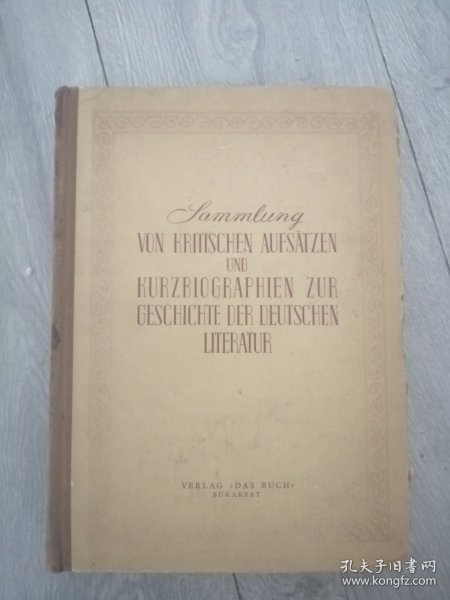 Sammlung
VON KRITISCHEN AUFSÄTZEN
UND
KURZBIOGRAPHIEN ZUR
GESCHICHTE DER DEUTSCHEN
LITERATUR
VERLAG »DAS BUCH«
BUKAREST
孔夫子旧书网
www.kongfz.com